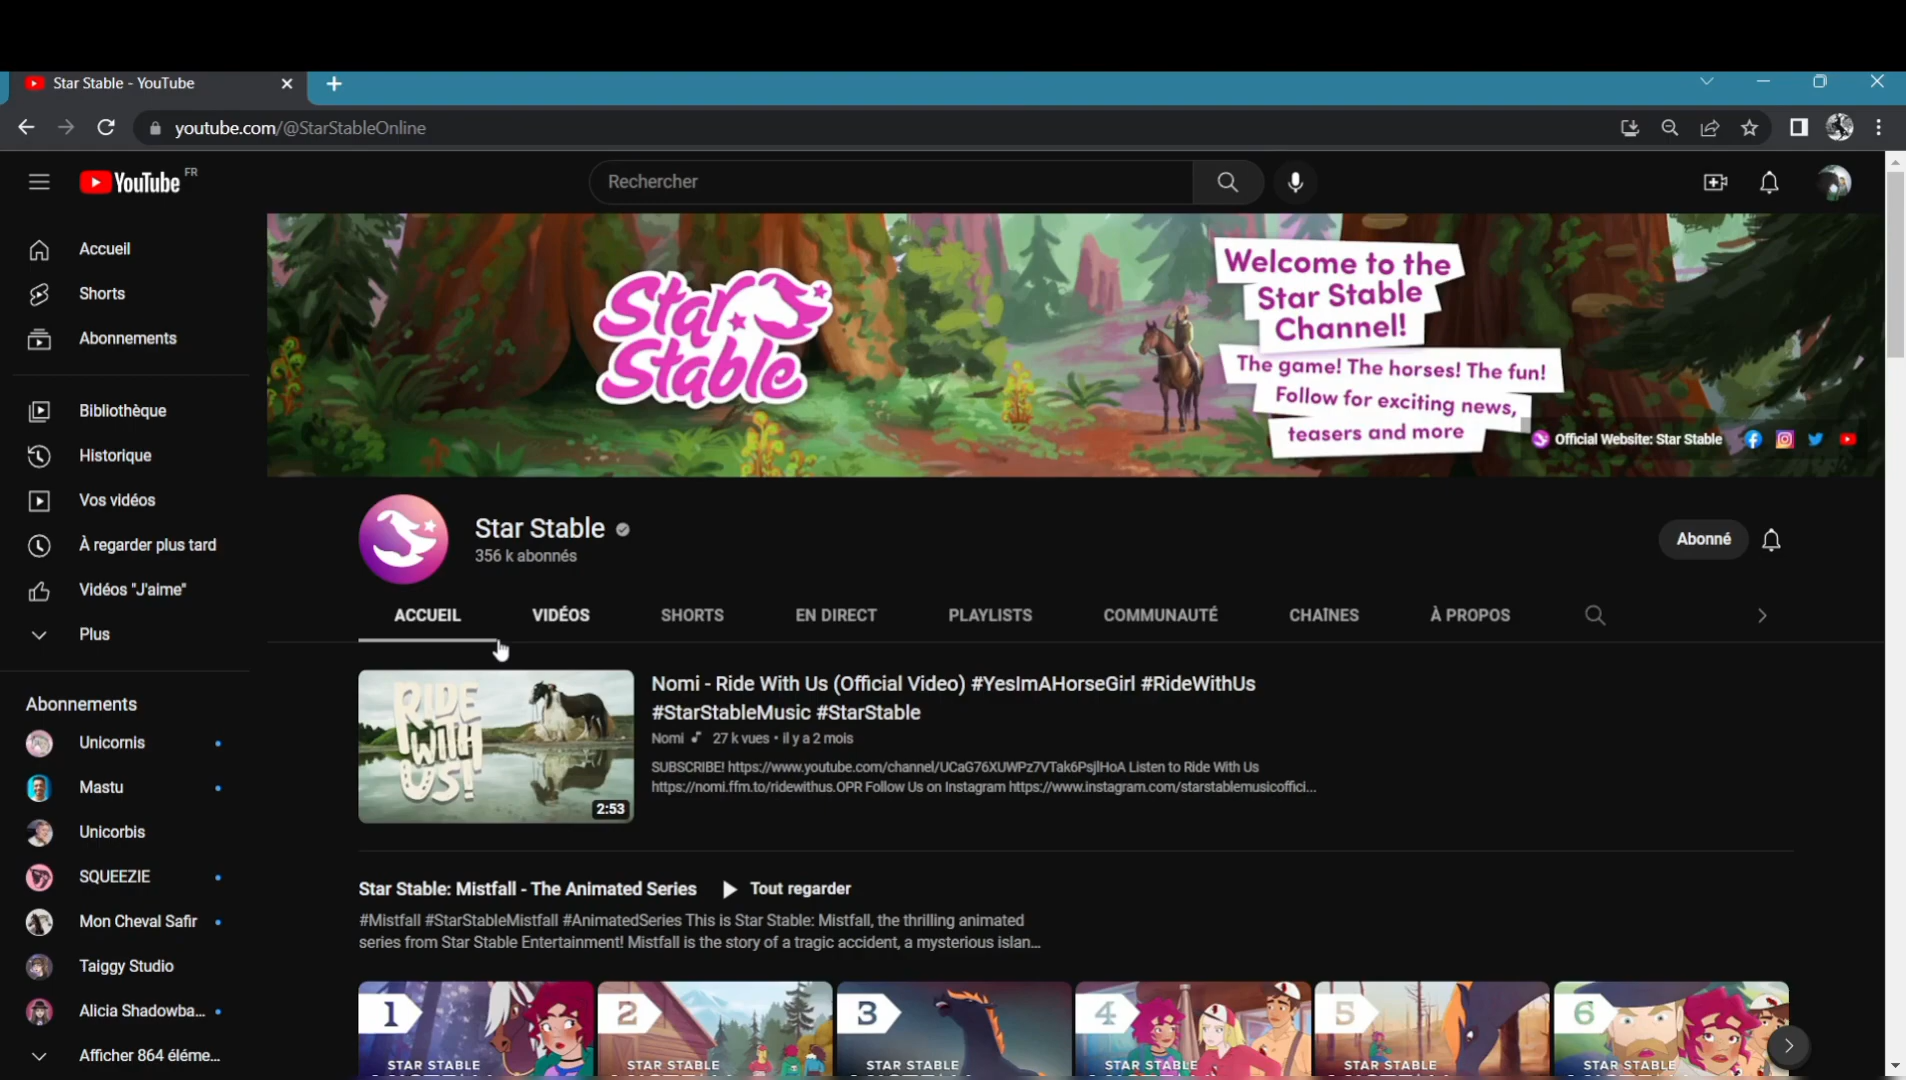 Star Stable - YouTube
youtube.com/@StarStableOnline
YouTube FR
Rechercher
Accueil
Shorts
Abonnements
Bibliothèque
Historique
Vos vidéos
À regarder plus tard
Vidéos "J'aime"
Plus
Abonnements
Unicornis
Mastu
Unicorbis
SQUEEZIE
Mon Cheval Safir
Taiggy Studio
Alicia Shadowba...
Afficher 864 éléme...
Star
Stable
Welcome to the
Star Stable
Channel!
The game! The horses! The fun!
Follow for exciting news,
teasers and more
Official Website: Star Stable
Star Stable
356 k abonnés
Abonné
ACCUEIL
VIDÉOS
SHORTS
EN DIRECT
PLAYLISTS
COMMUNAUTÉ
CHAÎNES
À PROPOS
RIDE
WITH
US!
2:53
Nomi - Ride With Us (Official Video) #YesImAHorseGirl #RideWithUs
#StarStableMusic #StarStable
Nomi 27 k vues • il y a 2 mois
SUBSCRIBE! https://www.youtube.com/channel/UCaG76XUWPz7VTak6PsjlHoA Listen to Ride With Us
https://nomi.ffm.to/ridewithus.OPR Follow Us on Instagram https://www.instagram.com/starstablemusicoffici...
Star Stable: Mistfall - The Animated Series
Tout regarder
#Mistfall #StarStableMistfall #AnimatedSeries This is Star Stable: Mistfall, the thrilling animated
series from Star Stable Entertainment! Mistfall is the story of a tragic accident, a mysterious islan...
1
STAR STABLE
2
STAR STABLE
3
STAR STABLE
4
STAR STABLE
5
STAR STABLE
6
STAR STABLE